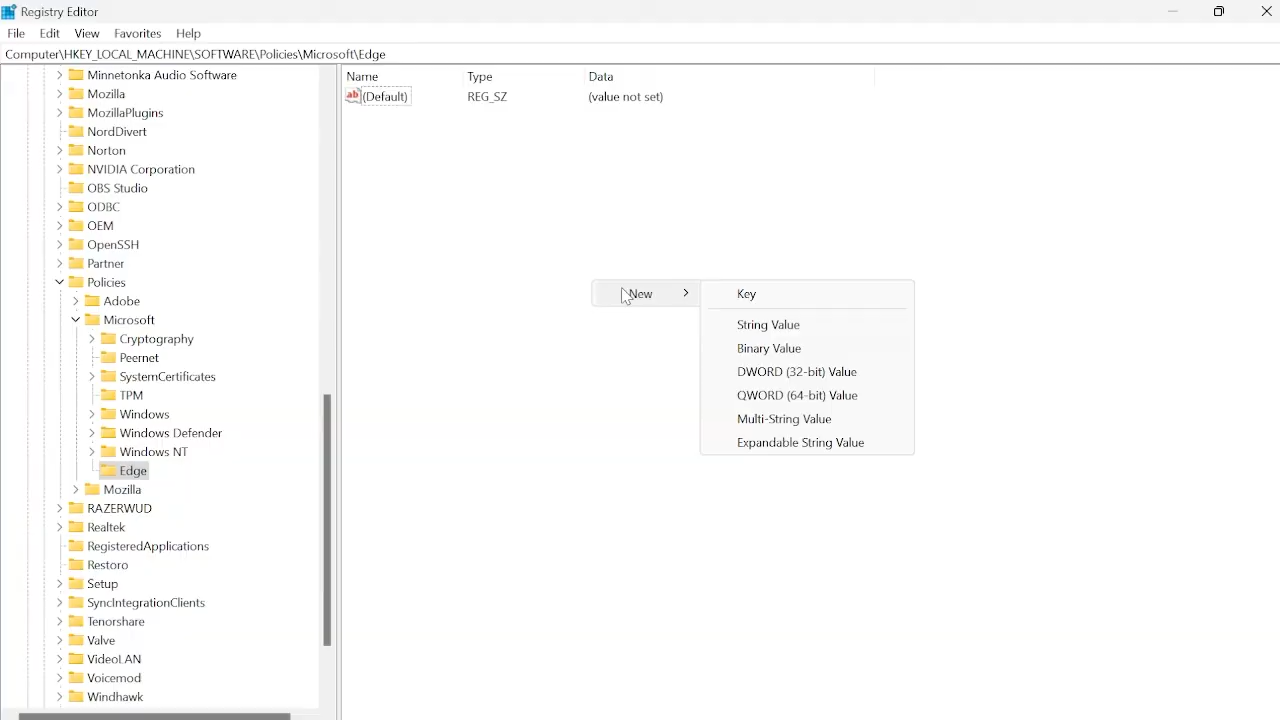 Registry Editor
File Edit View Favorites Help
Computer\HKEY_LOCAL_MACHINE\SOFTWARE\Policies\Microsoft\Edge
Minnetonka Audio Software
Mozilla
MozillaPlugins
NordDivert
Norton
NVIDIA Corporation
OBS Studio
ODBC
OEM
OpenSSH
Partner
Policies
Adobe
Microsoft
Cryptography
Peernet
SystemCertificates
TPM
Windows
Windows Defender
Windows NT
Edge
Mozilla
RAZERWUD
Realtek
RegisteredApplications
Restoro
Setup
SyncIntegrationClients
Tenorshare
Valve
VideoLAN
Voicemod
Windhawk
Name Type Data
ab (Default) REG_SZ (value not set)
New
Key
String Value
Binary Value
DWORD (32-bit) Value
QWORD (64-bit) Value
Multi-String Value
Expandable String Value